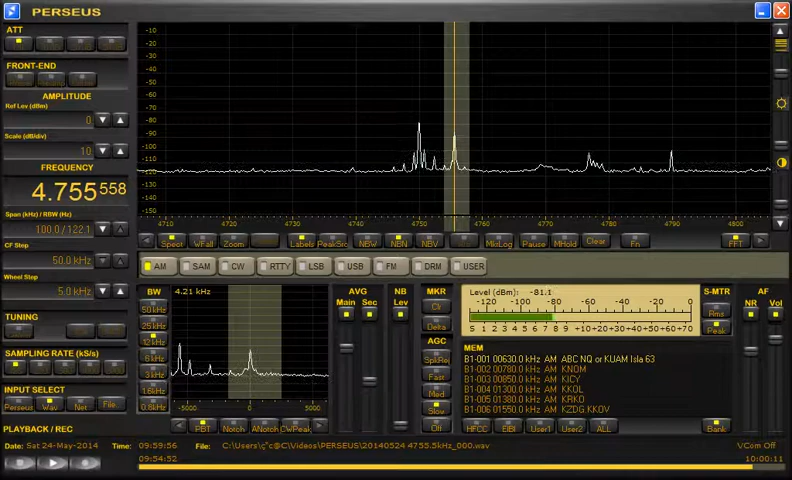 PERSEUS
ATT
FRONT-END
AMPLITUDE
Ref Lev (dBm)
0
Scale (dB/div)
10
FREQUENCY
4.755 558
Span (kHz) / RBW (Hz)
100.0/122.1
CF Step
50.0 kHz
Wheel Step
5.0 kHz
TUNING
SAMPLING RATE (kS/s)
INPUT SELECT
Perseus Wav Net File
PLAYBACK / REC
-10
-20
-30
-40
-50
-60
-70
-80
-90
-100
-110
-120
-130
-140
-150
4710 4720 4730 4740 4750 4760 4770 4780 4790 4800
Spect WFall Zoom Labels PeakSrc NBW NBN NBV MrsLog Pause MHold Clear Fn FFT
AM SAM CW RTTY LSB USB FM DRM USER
BW
50kHz
25kHz
12kHz
6kHz
3kHz
1.6kHz
0.8kHz
4.21 kHz
-5000 0 5000
PBT Notch ANotch CWPeak
AVG
Main Sec
NB
Lev
MKR
Clr
Delta
AGC
SplkRej
Fast
Med
Slow
Off
Level (dBm): -81.1
-120 -100 -80 -60 -40 -20 0
S 1 2 3 4 5 6 7 8 9 +10 +20 +30 +40 +50 +60 +70
S-MTR
Rms
Peak
AF
NR Vol
MEM
B1-001 00630.0 kHz AM ABC NQ or KUAM Isla 63
B1-002 00780.0 kHz AM KNOM
B1-003 00850.0 kHz AM KICY
B1-004 01300.0 kHz AM KKOL
B1-005 01380.0 kHz AM KRKO
B1-006 01550.0 kHz AM KZDG KKOV
HFCC EIBI User1 User2 ALL Bank
Date: Sat 24-May-2014 Time: 09:59:56 File: C:\Users\ç"c@C\Videos\PERSEUS\20140524 4755.5kHz_000.wav VCom Off
09:54:52 10:00:11